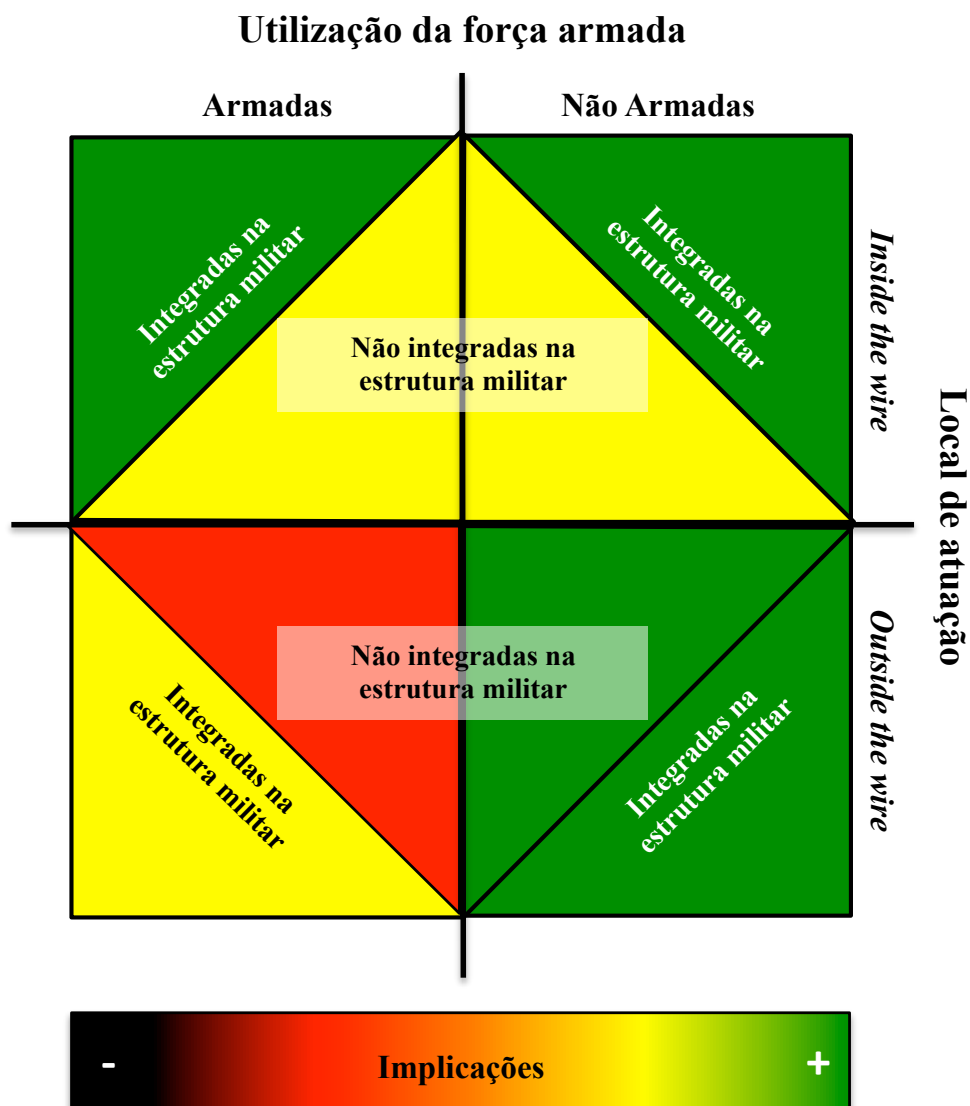 Utilização da força armada
Armadas
Não Armadas
Integradas na
estrutura militar
Integradas na
estrutura militar
Inside the wire
Não integradas na
estrutura militar
Local de atuação
Não integradas na
estrutura militar
Outside the wire
Integradas na
estrutura militar
Integradas na
estrutura militar
- Implicações +